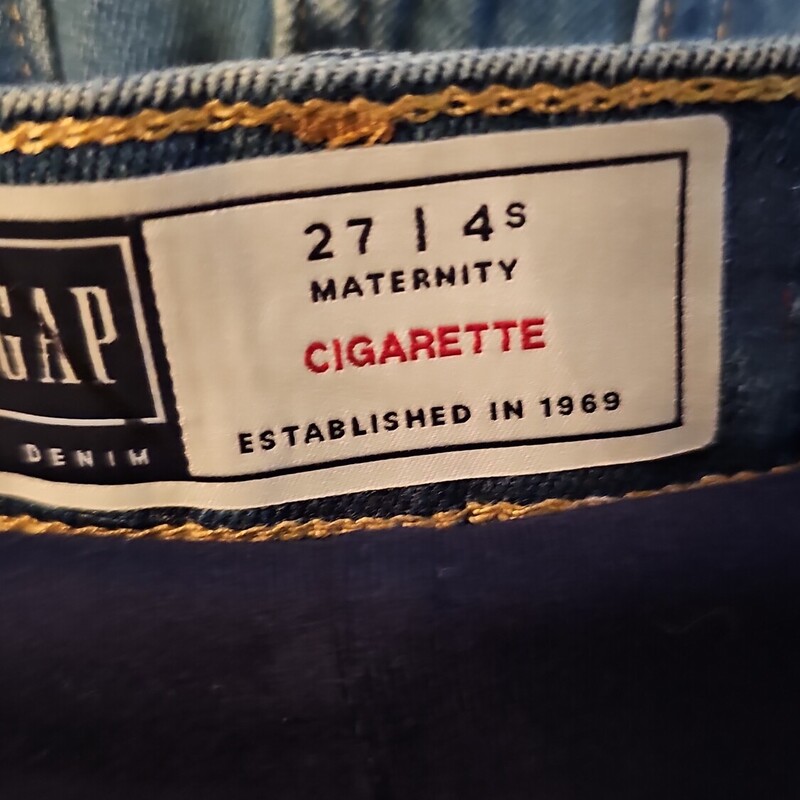 GAP
DENIM
27 | 4S
MATERNITY
CIGARETTE
ESTABLISHED IN 1969